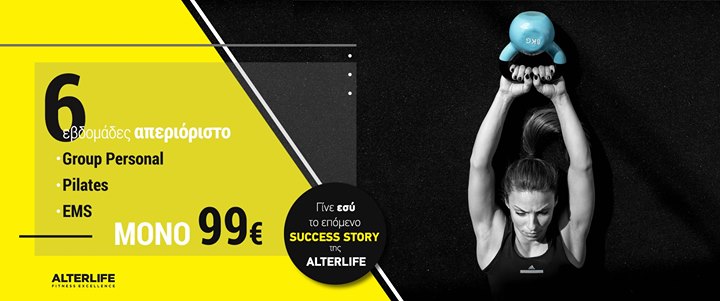 6
εβδομάδες απεριόριστο
• Group Personal
• Pilates
• EMS
ΜΟΝΟ 99€
Γίνε εσύ
το επόμενο
SUCCESS STORY
της
ALTERLIFE
ALTERLIFE
FITNESS EXCELLENCE
8KG